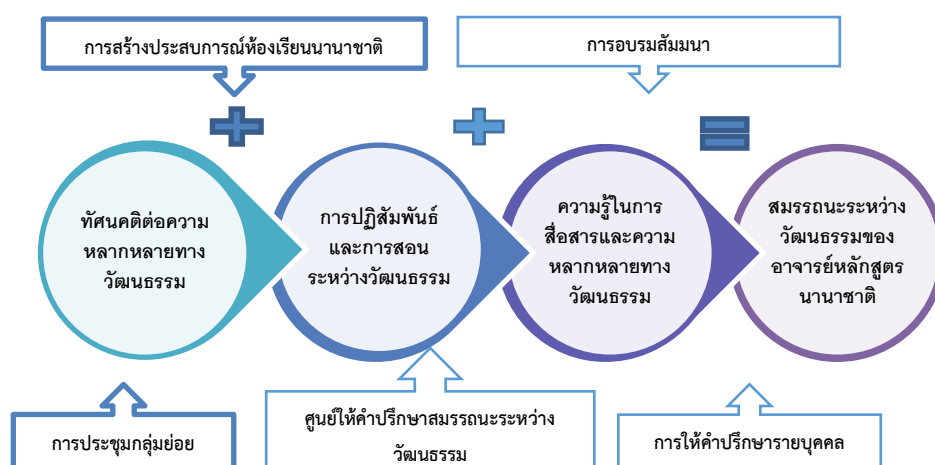 การสร้างประสบการณ์ห้องเรียนนานาชาติ
การอบรมสัมมนา
ทัศนคติต่อความ
หลากหลายทาง
วัฒนธรรม
การปฏิสัมพันธ์
และการสอน
ระหว่างวัฒนธรรม
ความรู้ในการ
สื่อสารและความ
หลากหลายทาง
วัฒนธรรม
สมรรถนะระหว่าง
วัฒนธรรมของ
อาจารย์หลักสูตร
นานาชาติ
การประชุมกลุ่มย่อย
ศูนย์ให้คำปรึกษาสมรรถนะระหว่าง
วัฒนธรรม
การให้คำปรึกษารายบุคคล